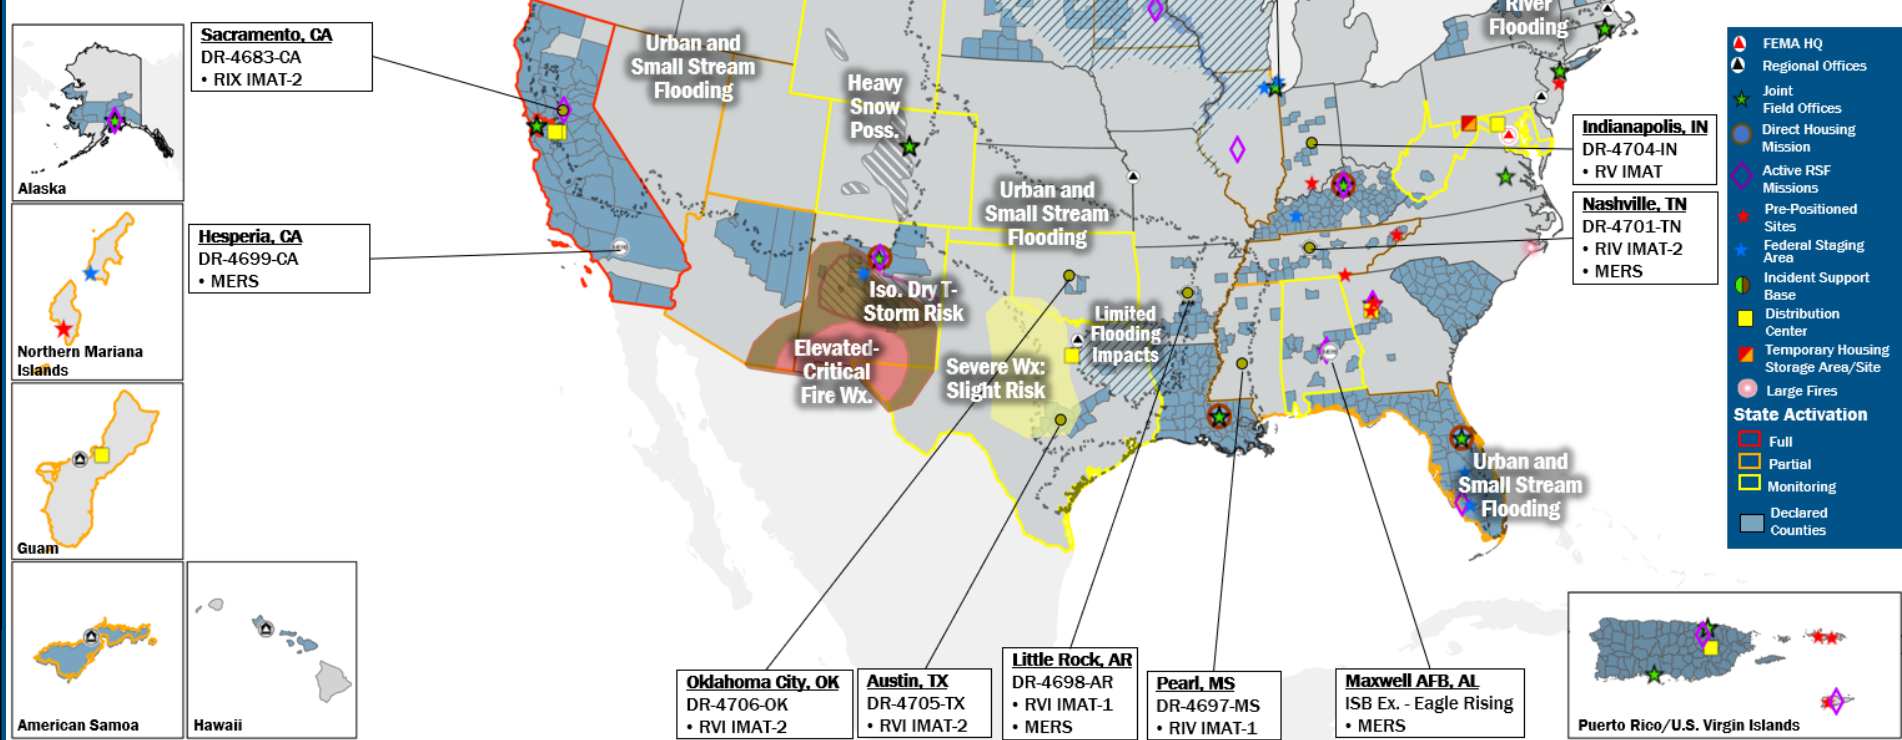 Sacramento, CA
DR-4683-CA
• RIX IMAT-2
Alaska
Hesperia, CA
DR-4699-CA
• MERS
Northern Mariana
Islands
Guam
American Samoa
Hawaii
Urban and
Small Stream
Flooding
Heavy
Snow
Poss.
Urban and
Small Stream
Flooding
River
Flooding
Iso. Dry T-
Storm Risk
Elevated-
Critical
Fire Wx.
Severe Wx:
Slight Risk
Limited
Flooding
Impacts
Urban and
Small Stream
Flooding
Indianapolis, IN
DR-4704-IN
• RV IMAT
Nashville, TN
DR-4701-TN
• RIV IMAT-2
• MERS
Oklahoma City, OK
DR-4706-OK
• RVI IMAT-2
Austin, TX
DR-4705-TX
• RVI IMAT-2
Little Rock, AR
DR-4698-AR
• RVI IMAT-1
• MERS
Pearl, MS
DR-4697-MS
• RIV IMAT-1
Maxwell AFB, AL
ISB Ex. - Eagle Rising
• MERS
FEMA HQ
Regional Offices
Joint
Field Offices
Direct Housing
Mission
Active RSF
Missions
Pre-Positioned
Sites
Federal Staging
Area
Incident Support
Base
Distribution
Center
Temporary Housing
Storage Area/Site
Large Fires
State Activation
Full
Partial
Monitoring
Declared
Counties
Puerto Rico/U.S. Virgin Islands